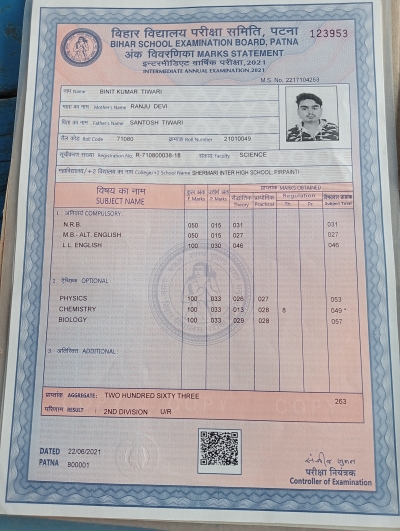 बिहार विद्यालय परीक्षा समिति, पटना
123953
BIHAR SCHOOL EXAMINATION BOARD, PATNA
अंक विवरणिका MARKS STATEMENT
इन्टरमीडिएट वार्षिक परीक्षा, 2021
INTERMEDIATE ANNUAL EXAMINATION, 2021
M.S. No. 2217104253
नाम Name BINIT KUMAR TIWARI
माता का नाम Mother's Name RANJU DEVI
पिता का नाम Father's Name SANTOSH TIWARI
रौल कोड Roll Code 71080 क्रमांक Roll Number 21010049
सूचीकरण संख्या Registration No. R-710800038-18 संकाय Faculty SCIENCE
महाविद्यालय/+2 विद्यालय का नाम College/+2 School Name SHERMARI INTER HIGH SCHOOL PIRPAINTI
विषय का नाम SUBJECT NAME
पूर्ण अंक F. Marks
उत्तीर्ण अंक P. Marks
प्राप्तांक MARKS OBTAINED
सैद्धांतिक Theory
प्रायोगिक Practical
Regulation
Th. Pr.
Subject Total
1. अनिवार्य COMPULSORY:
N.R.B. 050 015 031 031
M.B.- ALT. ENGLISH 050 015 027 027
L.L. ENGLISH 100 030 046 046
2. ऐच्छिक OPTIONAL
PHYSICS 100 033 026 027 053
CHEMISTRY 100 033 013 028 8 049 *
BIOLOGY 100 033 029 028 057
3. अतिरिक्त ADDITIONAL
प्राप्तांक AGGREGATE: TWO HUNDRED SIXTY THREE 263
परिणाम RESULT : 2ND DIVISION U/R
DATED 22/06/2021
PATNA 800001
परीक्षा नियंत्रक
Controller of Examination